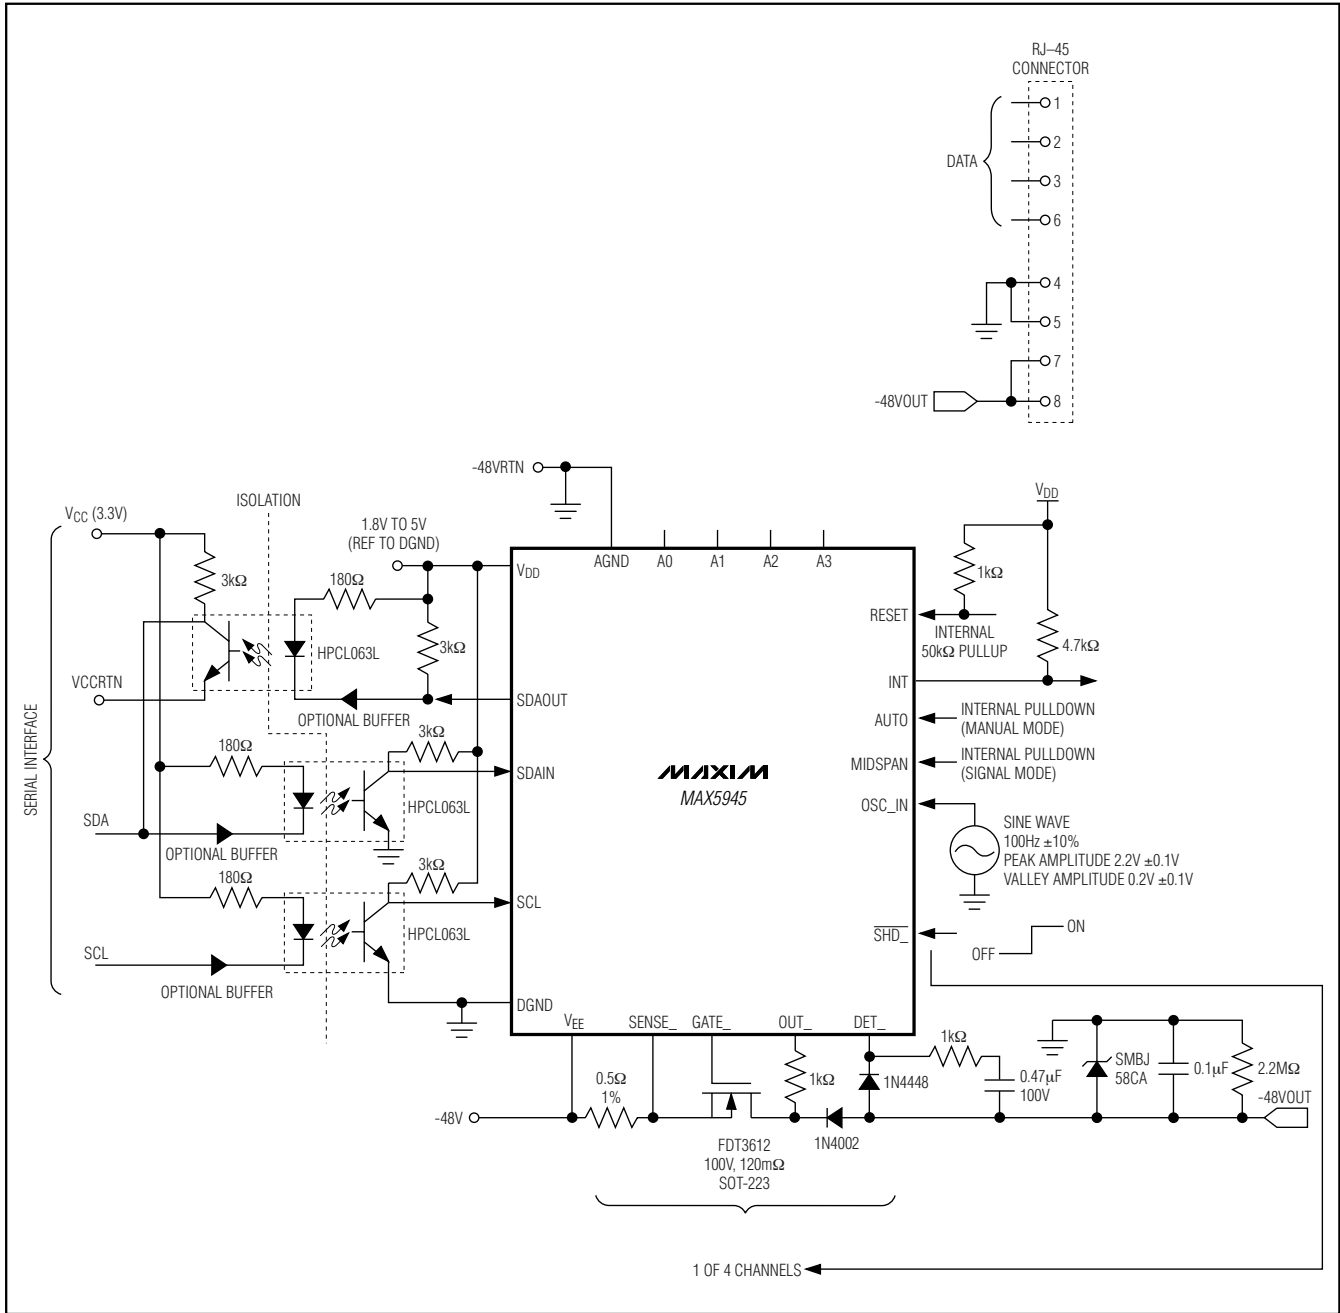 RJ–45
CONNECTOR
1
2
DATA
3
6
4
5
7
-48VOUT
8
-48VRTN
ISOLATION
VCC (3.3V)
1.8V TO 5V
(REF TO DGND)
VDD
3kΩ
180Ω
VDD
AGND
A0
A1
A2
A3
1kΩ
RESET
INTERNAL
50kΩ PULLUP
4.7kΩ
HPCL063L
3kΩ
VCCRTN
SDAOUT
INT
OPTIONAL BUFFER
AUTO
INTERNAL PULLDOWN
(MANUAL MODE)
SERIAL INTERFACE
180Ω
3kΩ
SDAIN
MAXIM
MAX5945
MIDSPAN
INTERNAL PULLDOWN
(SIGNAL MODE)
HPCL063L
OSC_IN
SDA
SINE WAVE
100Hz ±10%
PEAK AMPLITUDE 2.2V ±0.1V
VALLEY AMPLITUDE 0.2V ±0.1V
OPTIONAL BUFFER
180Ω
3kΩ
SCL
HPCL063L
SHD_
ON
OFF
SCL
OPTIONAL BUFFER
DGND
VEE
SENSE_
GATE_
OUT_
DET_
1kΩ
0.5Ω
1%
1kΩ
1N4448
0.47µF
100V
SMBJ
58CA
0.1µF
2.2MΩ
-48VOUT
-48V
FDT3612
100V, 120mΩ
SOT-223
1N4002
1 OF 4 CHANNELS